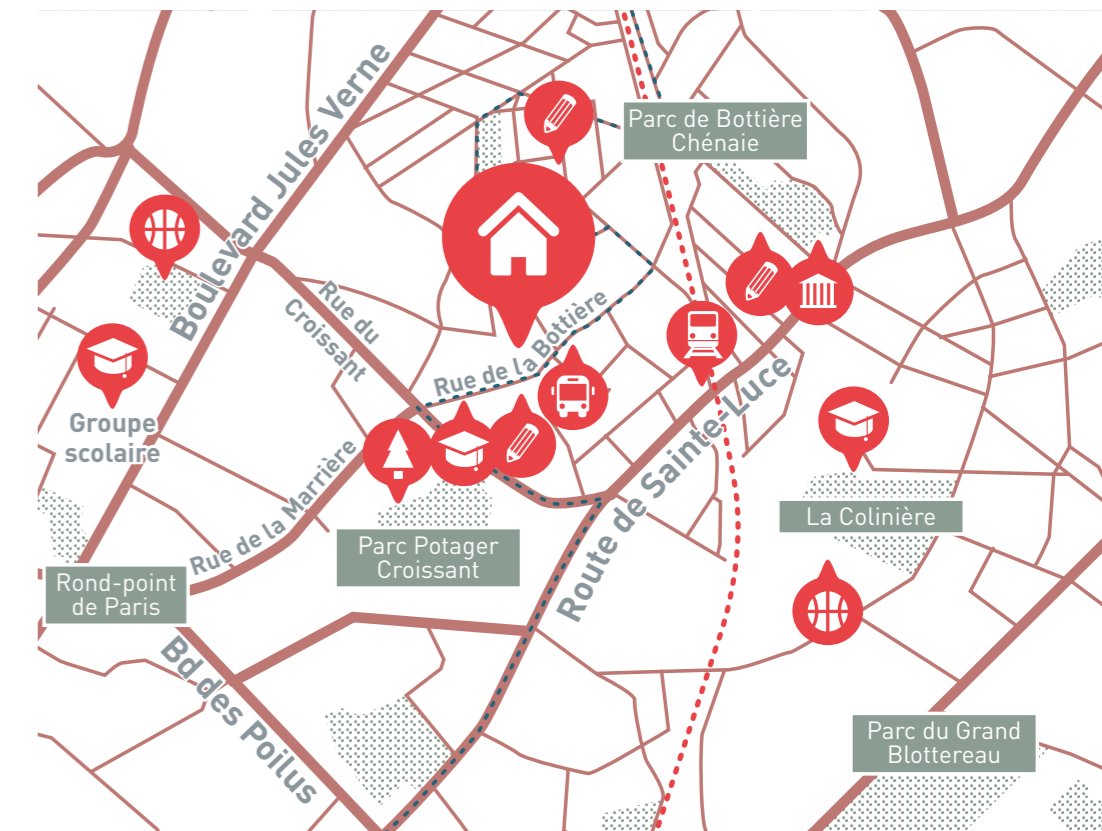 Parc de Bottière
Chénaie
Boulevard Jules Verne
Rue du
Croissant
Rue de la Bottière
Groupe
scolaire
Route de Sainte-Luce
Rue de la Marrière
La Colinière
Parc Potager
Croissant
Rond-point
de Paris
Bd des Poilus
Parc du Grand
Blottereau